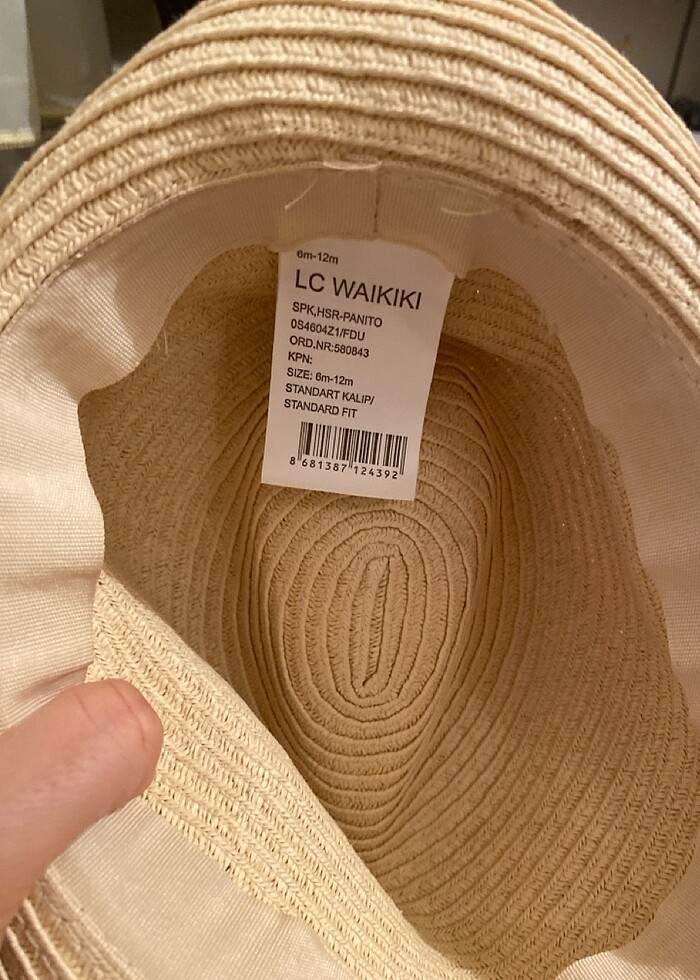 6m-12m
LC WAIKIKI
SPK,HSR-PANITO
0S4604Z1/FDU
ORD.NR:580843
KPN:
SIZE: 6m-12m
STANDART KALIP/
STANDARD FIT
8 681387 124392